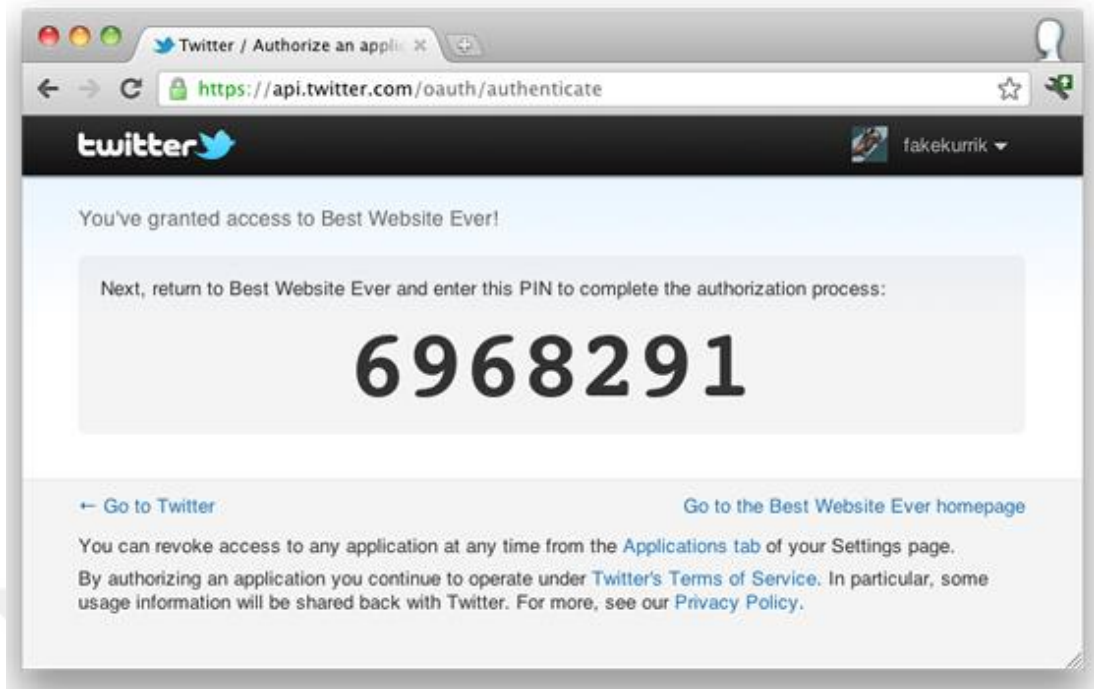 Twitter / Authorize an applic
https://api.twitter.com/oauth/authenticate
twitter
fakekurrik
You've granted access to Best Website Ever!
Next, return to Best Website Ever and enter this PIN to complete the authorization process:
6968291
← Go to Twitter
Go to the Best Website Ever homepage
You can revoke access to any application at any time from the Applications tab of your Settings page.
By authorizing an application you continue to operate under Twitter's Terms of Service. In particular, some
usage information will be shared back with Twitter. For more, see our Privacy Policy.